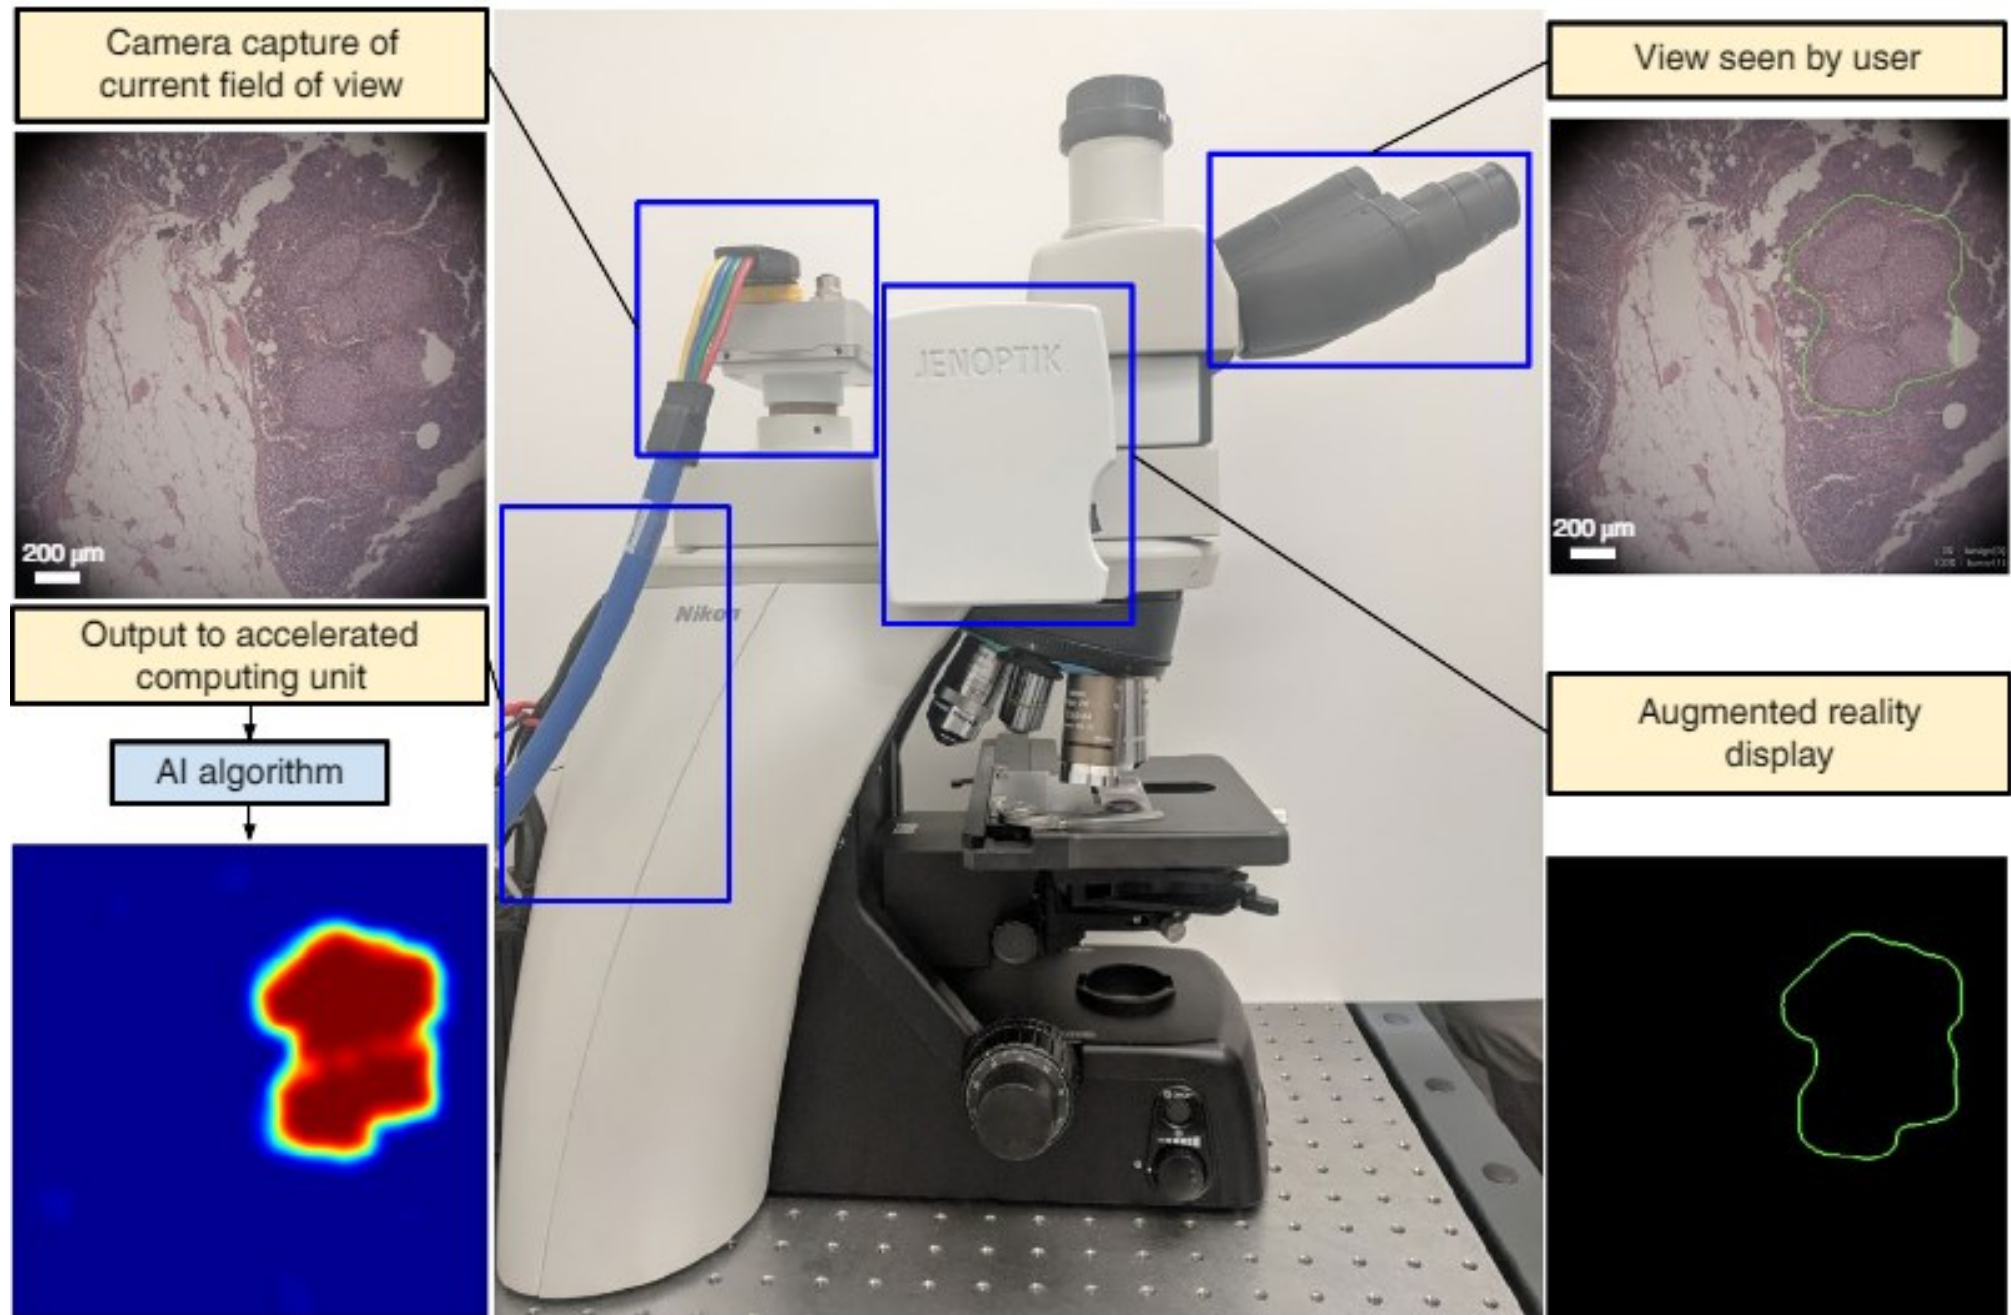 Camera capture of
current field of view
200 µm
Output to accelerated
computing unit
AI algorithm
JENOPTIK
Nikon
View seen by user
200 µm
Augmented reality
display